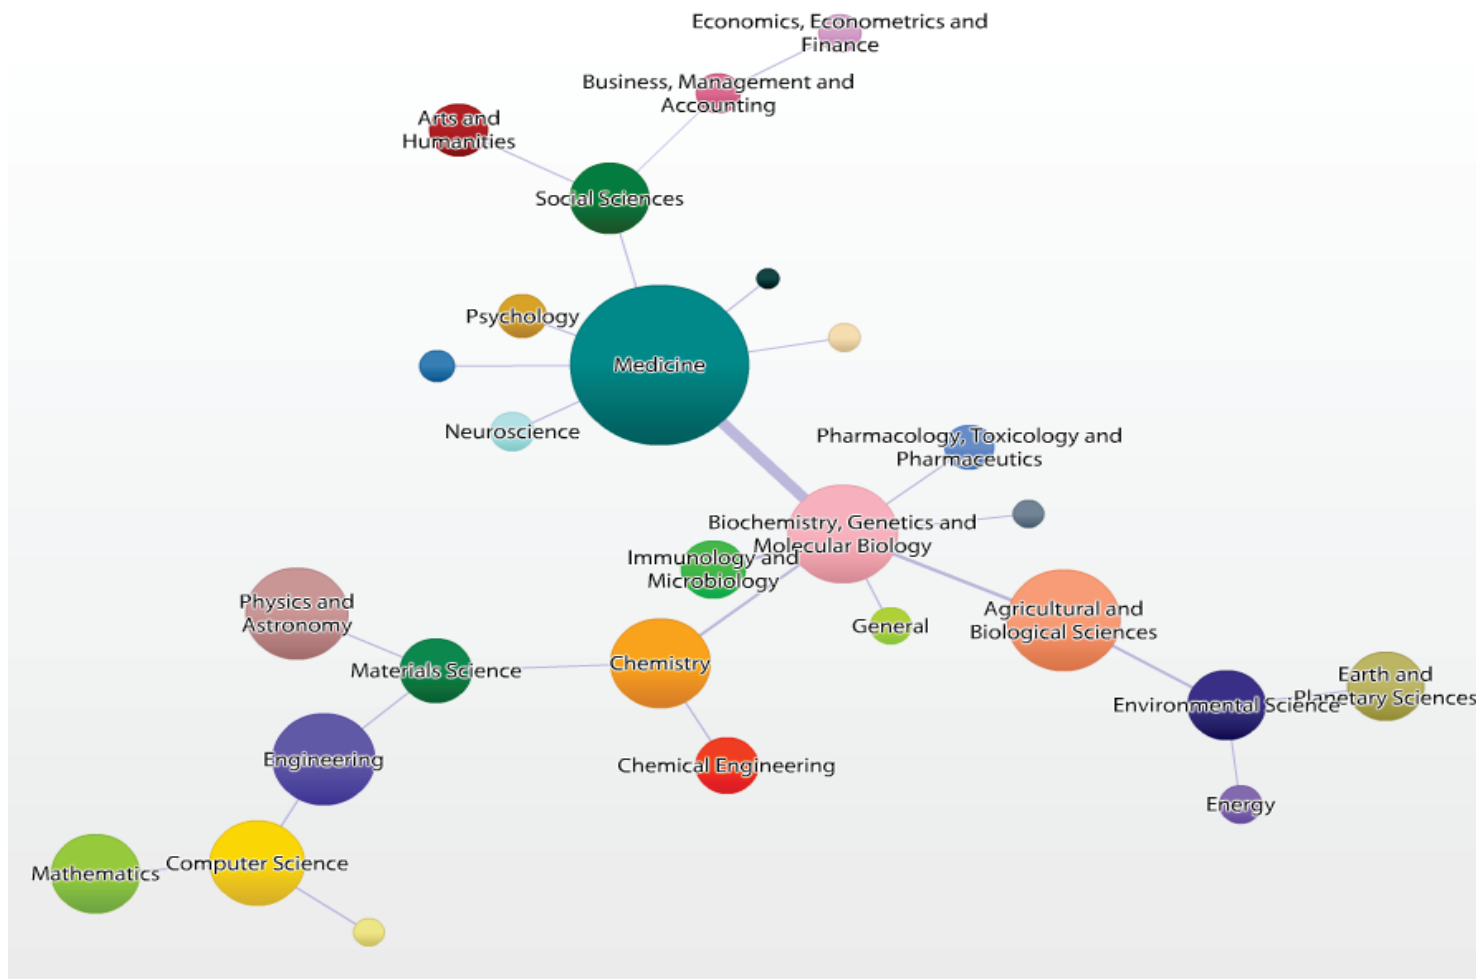 Economics, Econometrics and
Finance
Business, Management and
Accounting
Arts and
Humanities
Social Sciences
Psychology
Medicine
Neuroscience
Pharmacology, Toxicology and
Pharmaceutics
Biochemistry, Genetics and
Molecular Biology
Immunology and
Microbiology
General
Agricultural and
Biological Sciences
Physics and
Astronomy
Materials Science
Chemistry
Earth and
Planetary Sciences
Environmental Science
Engineering
Chemical Engineering
Energy
Computer Science
Mathematics